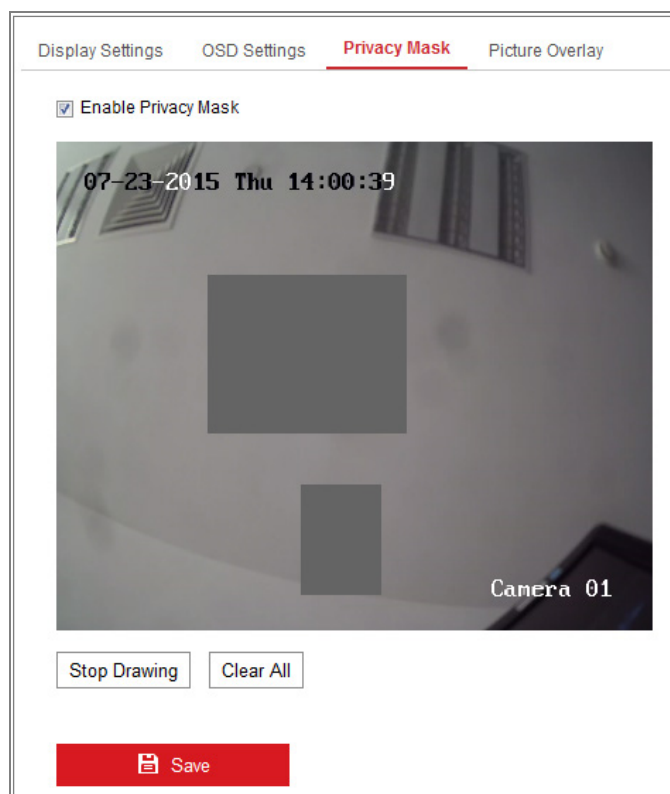 Display Settings OSD Settings Privacy Mask Picture Overlay
Enable Privacy Mask
07-23-2015 Thu 14:00:39
Camera 01
Stop Drawing Clear All
Save